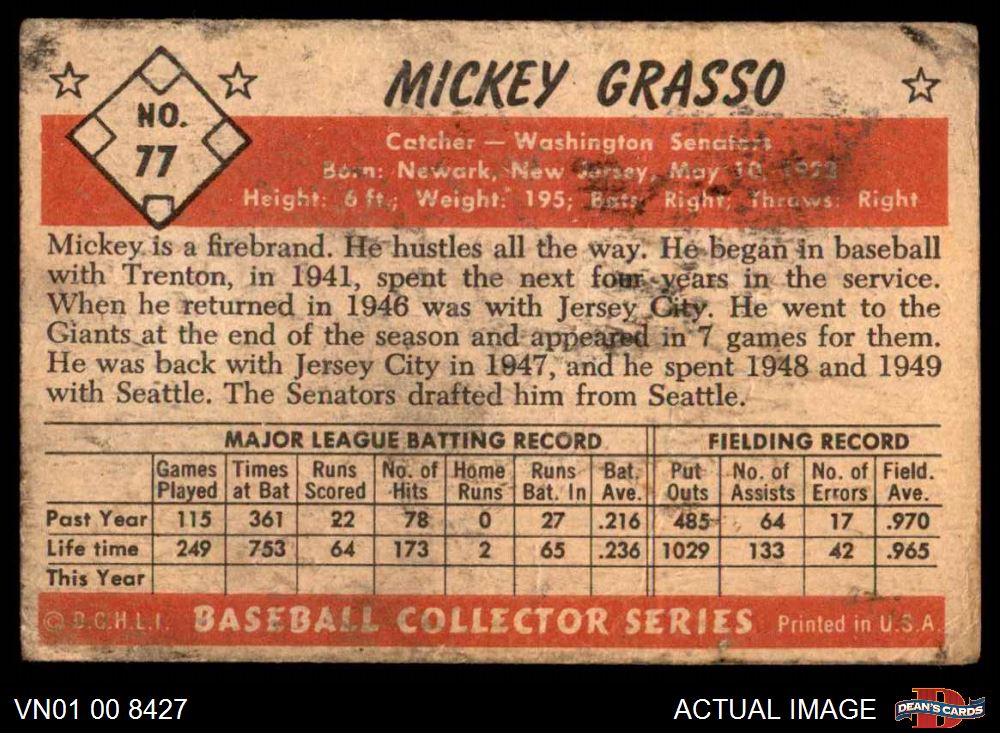 NO.
77
MICKEY GRASSO
Catcher — Washington Senators
Born: Newark, New Jersey, May 10,
Height: 6 ft.; Weight: 195; Bats: Right; Throws: Right
Mickey is a firebrand. He hustles all the way. He began in baseball
with Trenton, in 1941, spent the next four years in the service.
When he returned in 1946 was with Jersey City. He went to the
Giants at the end of the season and appeared in 7 games for them.
He was back with Jersey City in 1947, and he spent 1948 and 1949
with Seattle. The Senators drafted him from Seattle.
MAJOR LEAGUE BATTING RECORD FIELDING RECORD
Games Times Runs No. of Home Runs Bat. Put No. of No. of Field.
Played at Bat Scored Hits Runs Bat. In Ave. Outs Assists Errors Ave.
Past Year 115 361 22 78 0 27 .216 485 64 17 .970
Life time 249 753 64 173 2 65 .236 1029 133 42 .965
This Year
© B.G.H.L.I. BASEBALL COLLECTOR SERIES Printed in U.S.A.
VN01 00 8427 ACTUAL IMAGE D DEAN'S CARDS